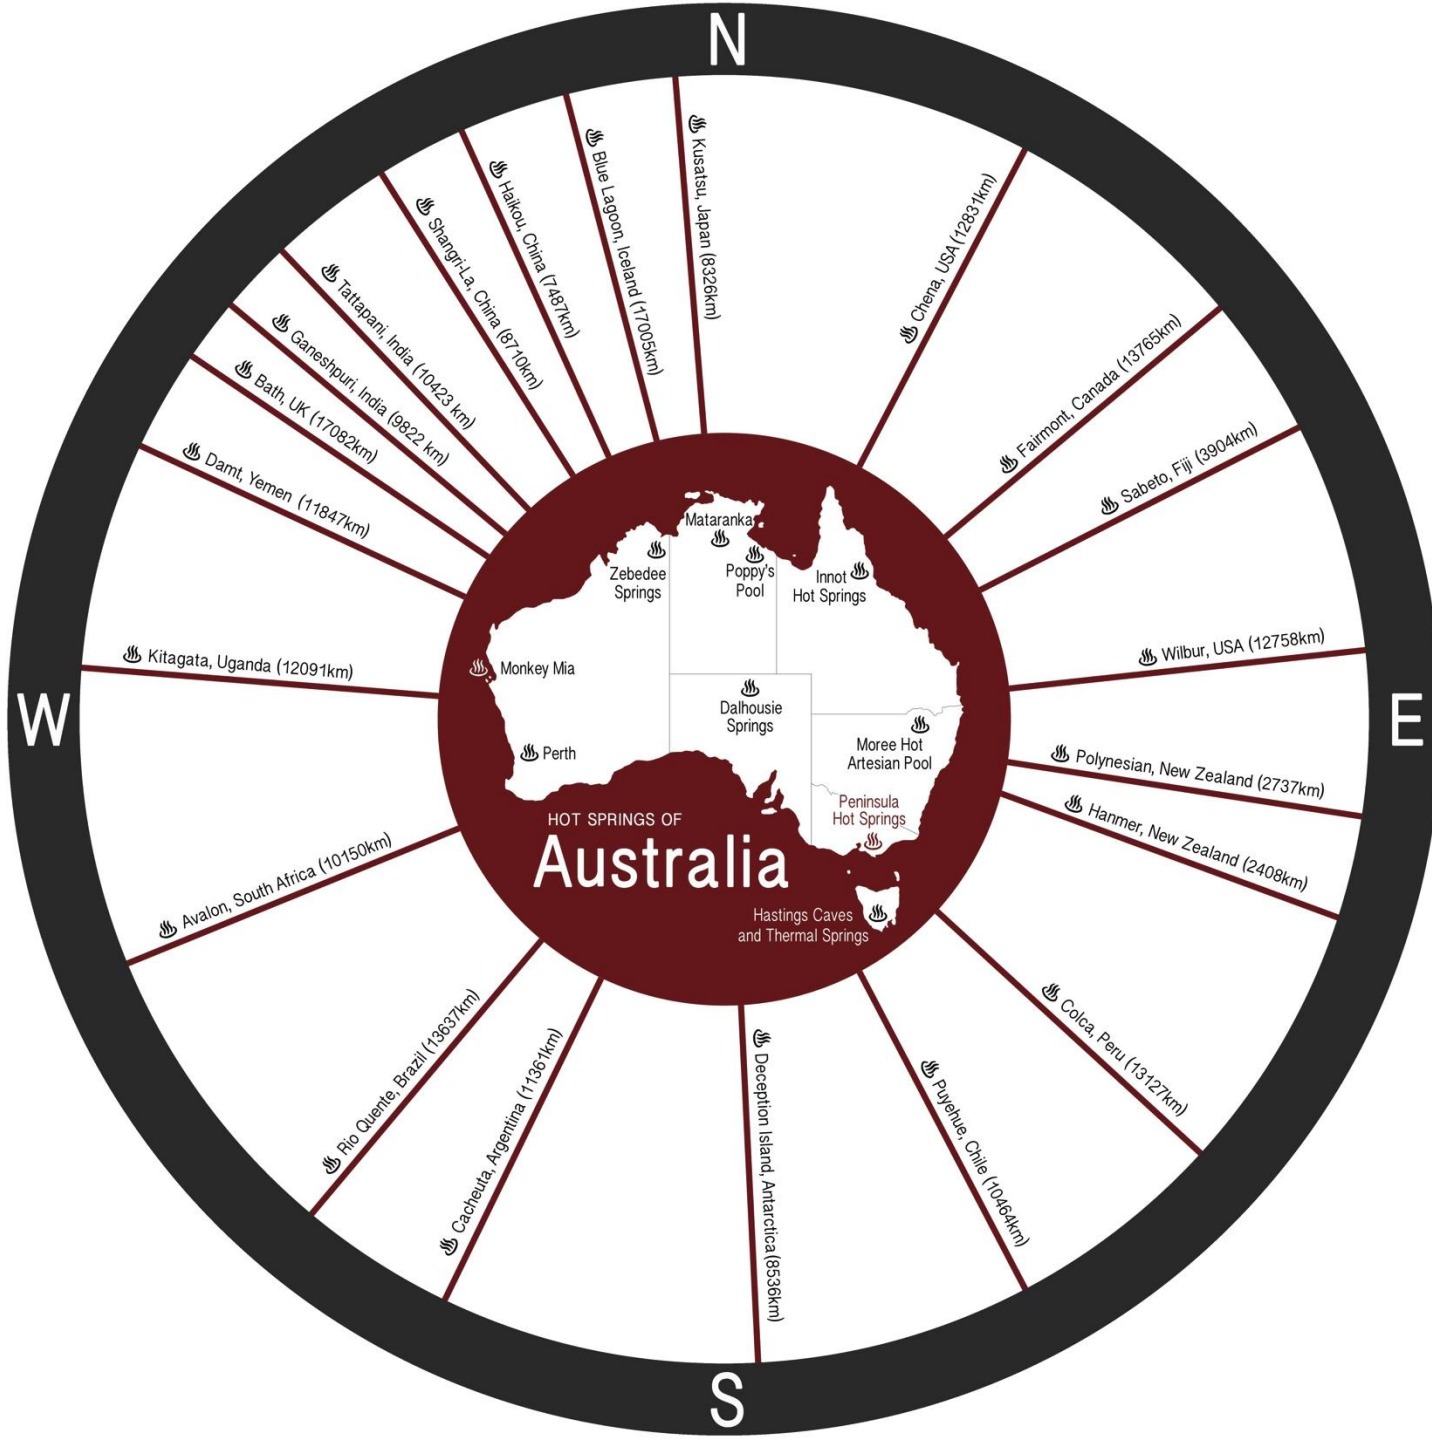 N
Kusatsu, Japan (8326km)
Chena, USA (12831km)
Fairmont, Canada (13765km)
Sabeto, Fiji (3904km)
Wilbur, USA (12758km)
E
Polynesian, New Zealand (2737km)
Hanmer, New Zealand (2408km)
Colca, Peru (13127km)
Puyehue, Chile (10464km)
Deception Island, Antarctica (8536km)
S
Cacheuta, Argentina (11361km)
Rio Quente, Brazil (13637km)
Avalon, South Africa (10150km)
W
Kitagata, Uganda (12091km)
Damt, Yemen (11847km)
Bath, UK (17082km)
Ganeshpuri, India (9822 km)
Tattapani, India (10423 km)
Shangri-La, China (8710km)
Haikou, China (7487km)
Blue Lagoon, Iceland (17005km)
Mataranka
Zebedee
Springs
Poppy's
Pool
Innot
Hot Springs
Monkey Mia
Dalhousie
Springs
Perth
Moree Hot
Artesian Pool
Peninsula
Hot Springs
HOT SPRINGS OF
Australia
Hastings Caves
and Thermal Springs